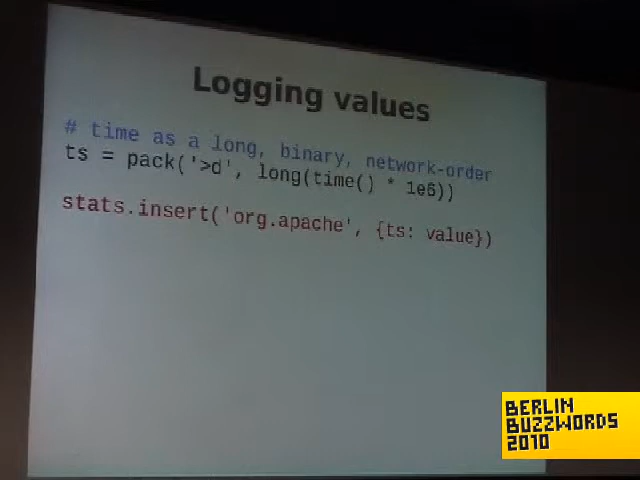 Logging values
# time as a long, binary, network-order
ts = pack('>d', long(time() * 1e6))
stats.insert('org.apache', {ts: value})
BERLIN
BUZZWORDS
2010